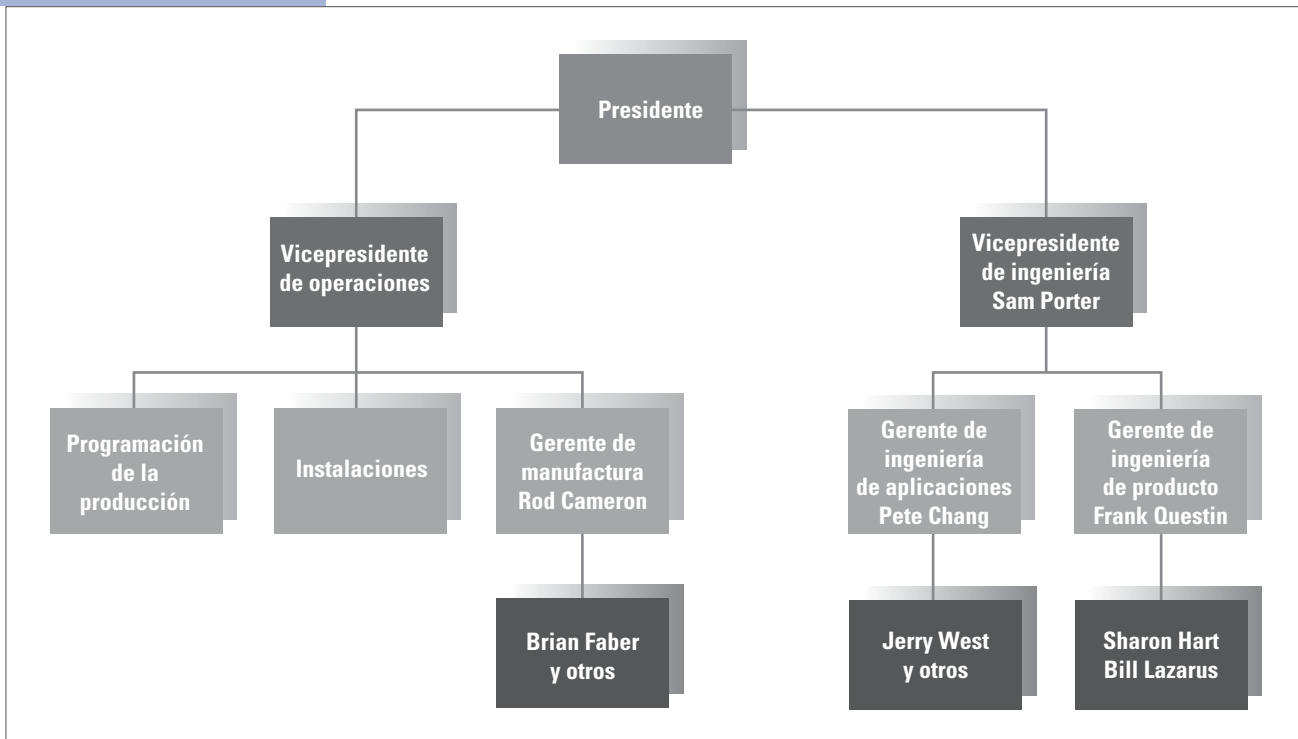 Presidente
Vicepresidente
de operaciones
Vicepresidente
de ingeniería
Sam Porter
Programación
de la
producción
Instalaciones
Gerente de
manufactura
Rod Cameron
Gerente de
ingeniería
de aplicaciones
Pete Chang
Gerente de
ingeniería
de producto
Frank Questin
Brian Faber
y otros
Jerry West
y otros
Sharon Hart
Bill Lazarus